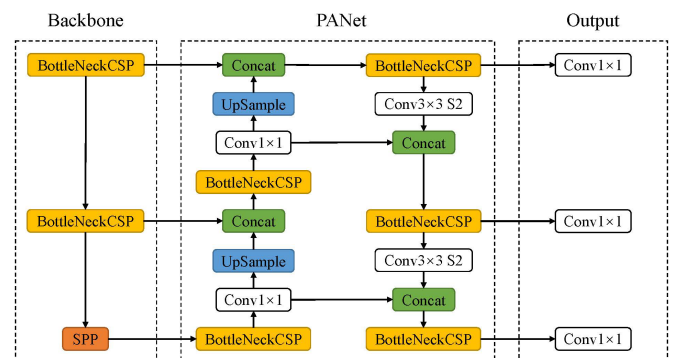 Backbone PANet Output
BottleNeckCSP Concat BottleNeckCSP Conv1×1
UpSample Conv3×3 S2
Conv1×1 Concat
BottleNeckCSP
BottleNeckCSP Concat BottleNeckCSP Conv1×1
UpSample Conv3×3 S2
Conv1×1 Concat
SPP BottleNeckCSP BottleNeckCSP Conv1×1